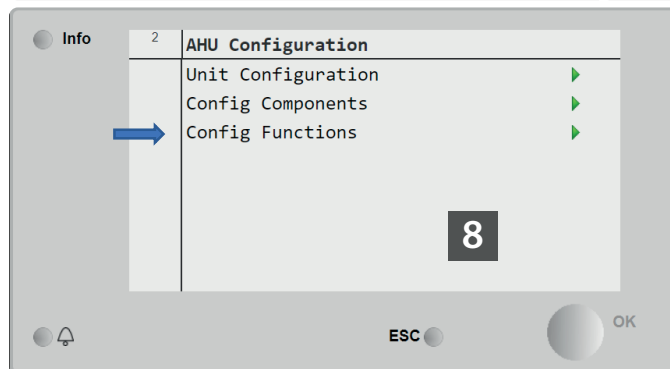 Info
2
AHU Configuration
Unit Configuration
Config Components
Config Functions
8
ESC
OK